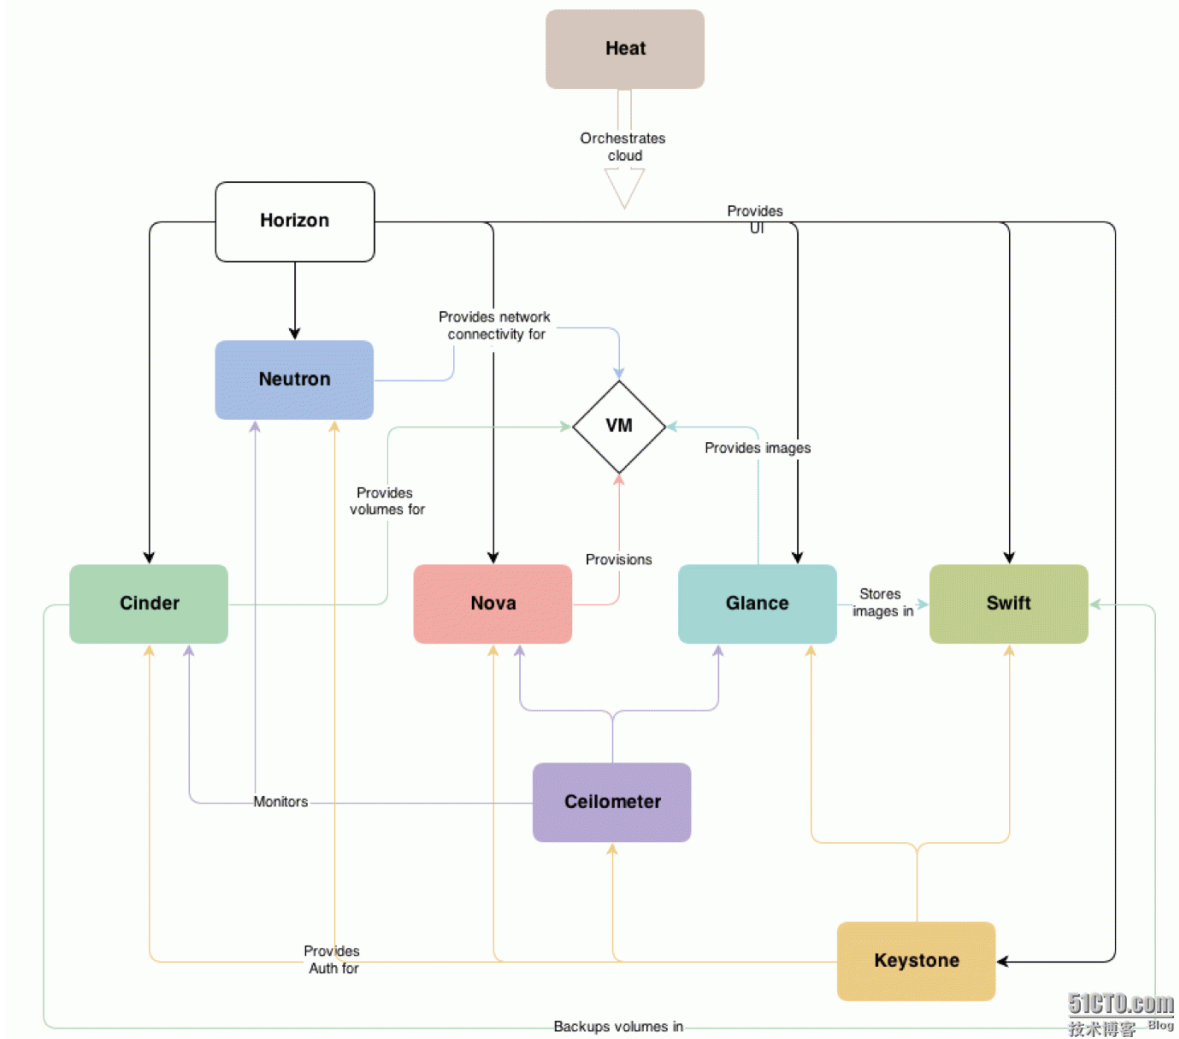 Heat
Orchestrates
cloud
Horizon
Provides
UI
Provides network
connectivity for
Neutron
VM
Provides images
Provides
volumes for
Provisions
Cinder
Nova
Glance
Stores
images in
Swift
Ceilometer
Monitors
Provides
Auth for
Keystone
Backups volumes in
51CTO.com
技术博客 Blog